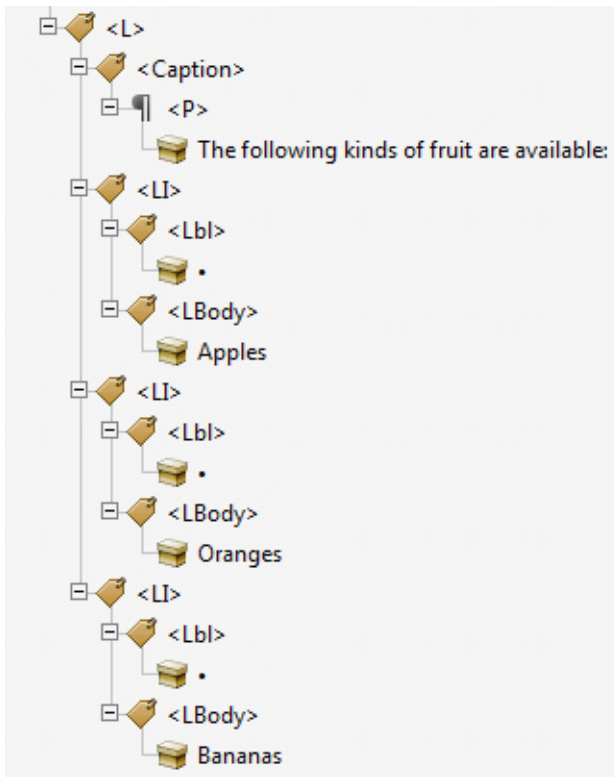 <L>
<Caption>
<P>
The following kinds of fruit are available:
<LI>
<Lbl>
•
<LBody>
Apples
<LI>
<Lbl>
•
<LBody>
Oranges
<LI>
<Lbl>
•
<LBody>
Bananas